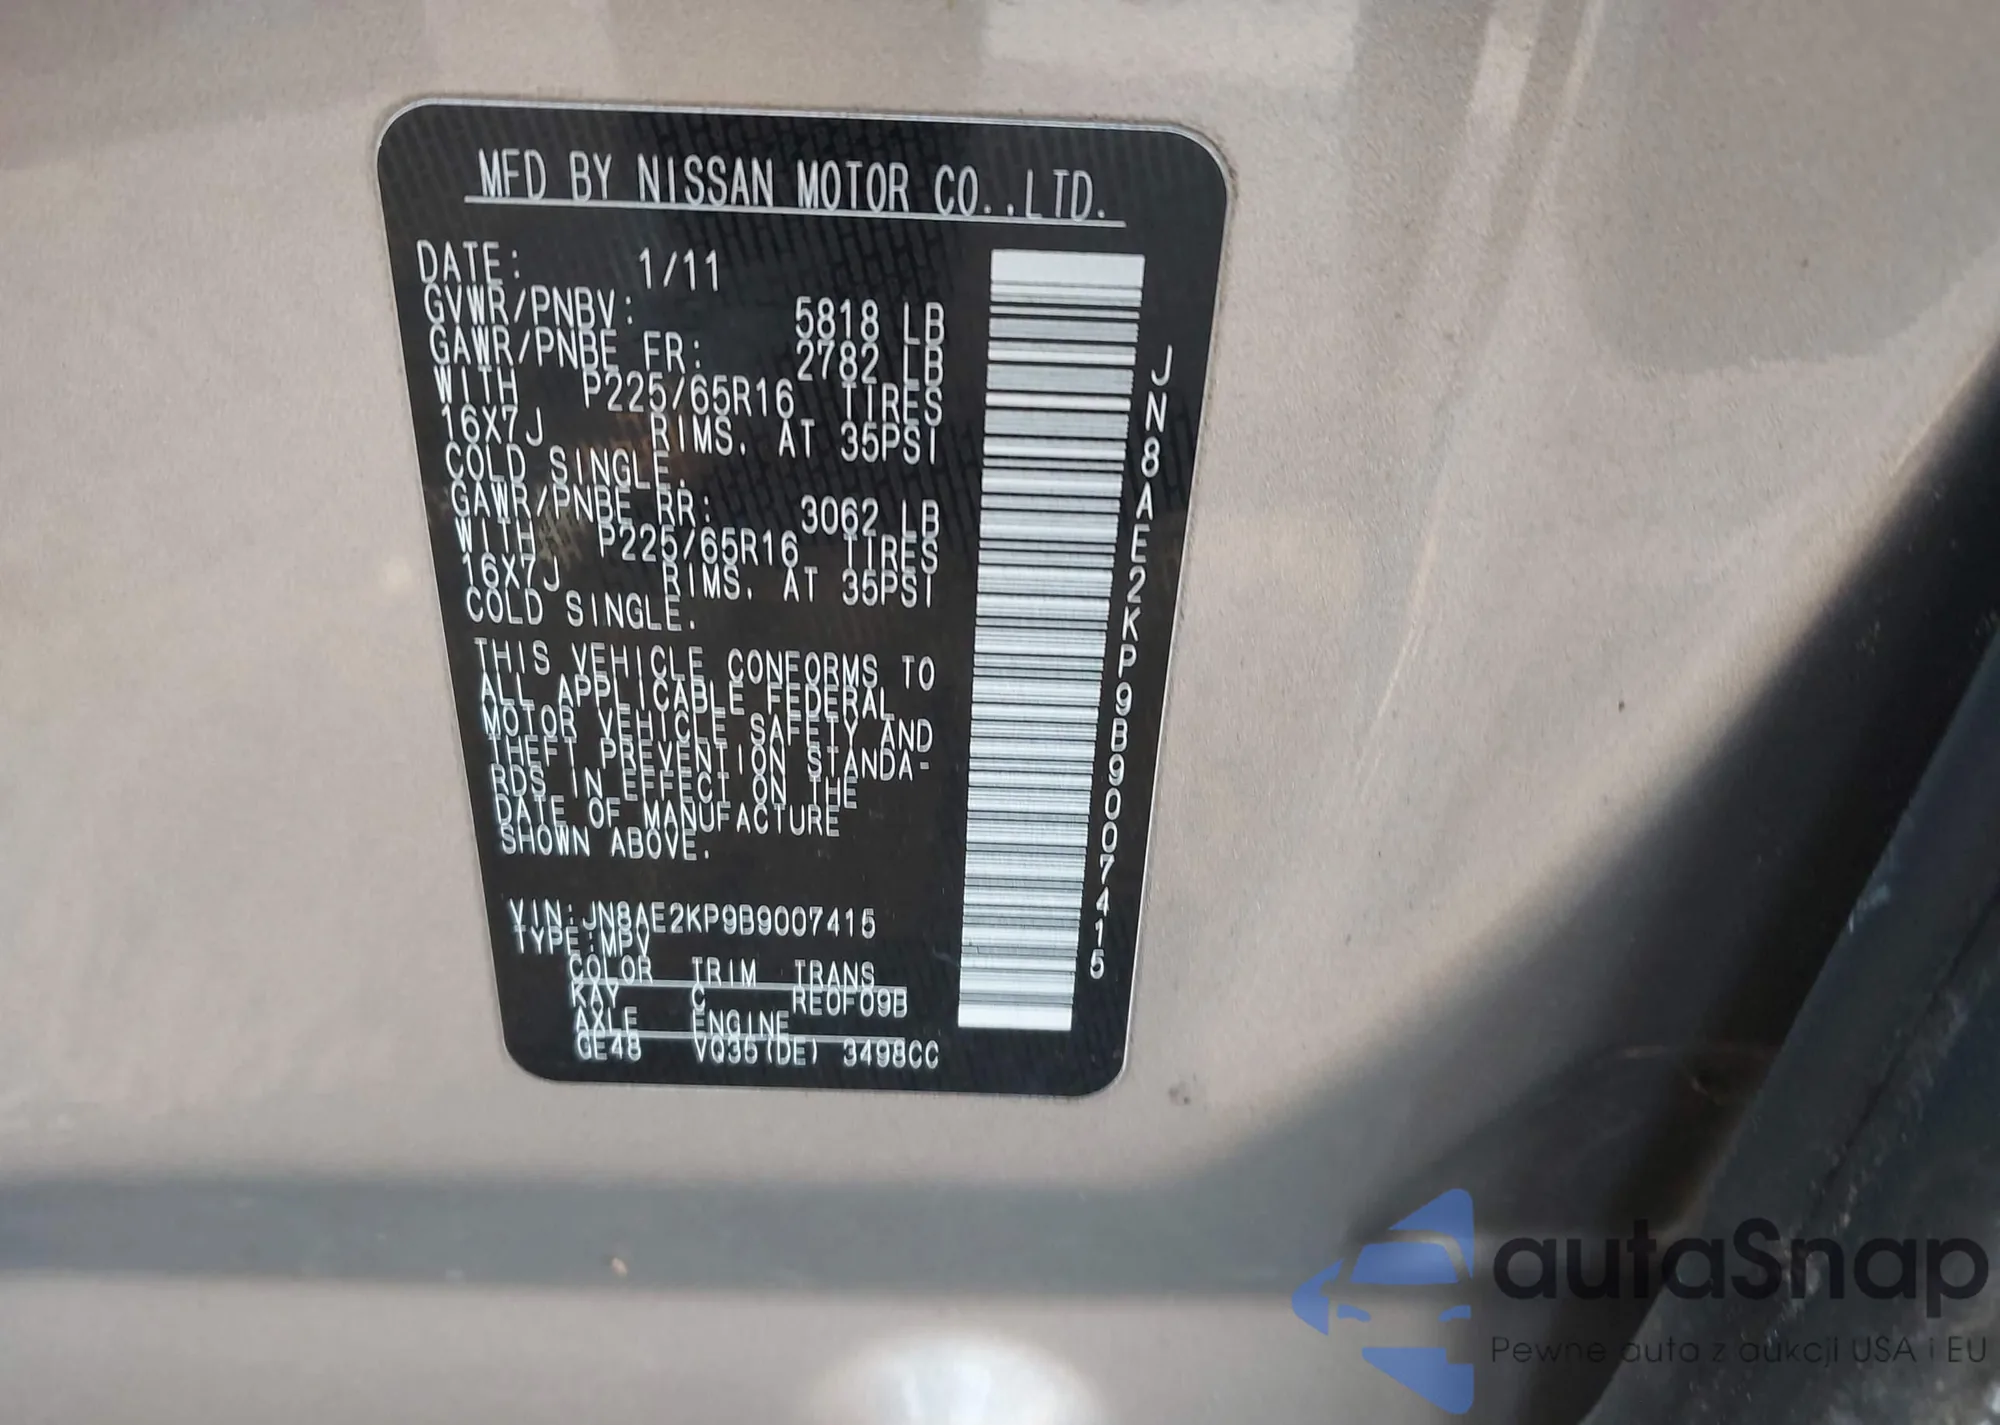 MFD BY NISSAN MOTOR CO.,LTD.
DATE: 1/11
GVWR/PNBV: 5818 LB
GAWR/PNBE FR: 2782 LB
WITH P225/65R16 TIRES
16X7J RIMS. AT 35PSI
COLD SINGLE.
GAWR/PNBE RR: 3062 LB
WITH P225/65R16 TIRES
16X7J RIMS. AT 35PSI
COLD SINGLE.
THIS VEHICLE CONFORMS TO
ALL APPLICABLE FEDERAL
MOTOR VEHICLE SAFETY AND
THEFT PREVENTION STANDA-
RDS IN EFFECT ON THE
DATE OF MANUFACTURE
SHOWN ABOVE.
VIN:JN8AE2KP9B9007415
TYPE:MPV
COLOR TRIM TRANS
KAY C RE0F09B
AXLE ENGINE
GE48 VQ35(DE) 3498CC
JN8AE2KP9B9007415
autaSnap
Pewne auta z aukcji USA i EU